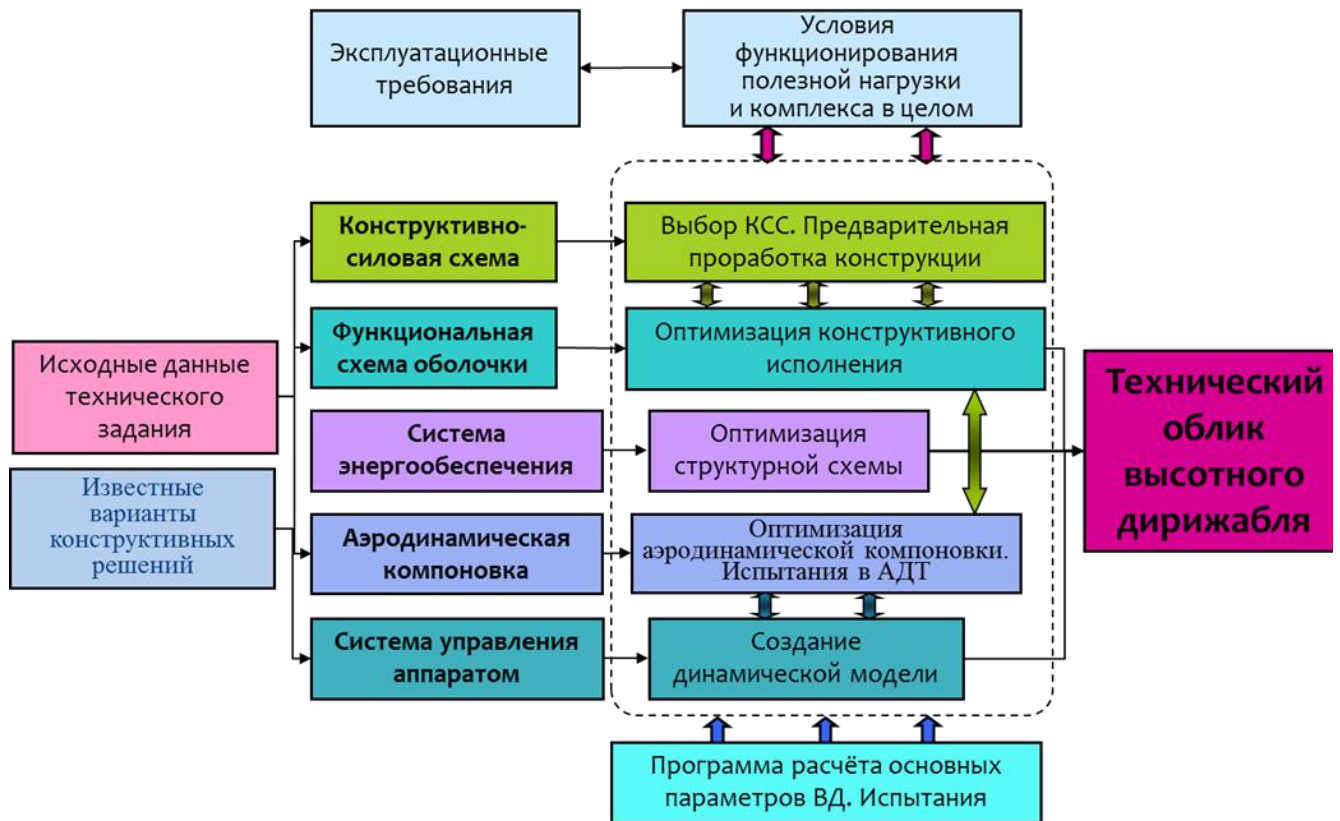 Эксплуатационные
требования
Условия
функционирования
полезной нагрузки
и комплекса в целом
Конструктивно-
силовая схема
Выбор КСС. Предварительная
проработка конструкции
Функциональная
схема оболочки
Оптимизация конструктивного
исполнения
Исходные данные
технического
задания
Система
энергообеспечения
Оптимизация
структурной схемы
Технический
облик
высотного
дирижабля
Известные
варианты
конструктивных
решений
Аэродинамическая
компоновка
Оптимизация
аэродинамической компоновки.
Испытания в АДТ
Система управления
аппаратом
Создание
динамической модели
Программа расчёта основных
параметров ВД. Испытания